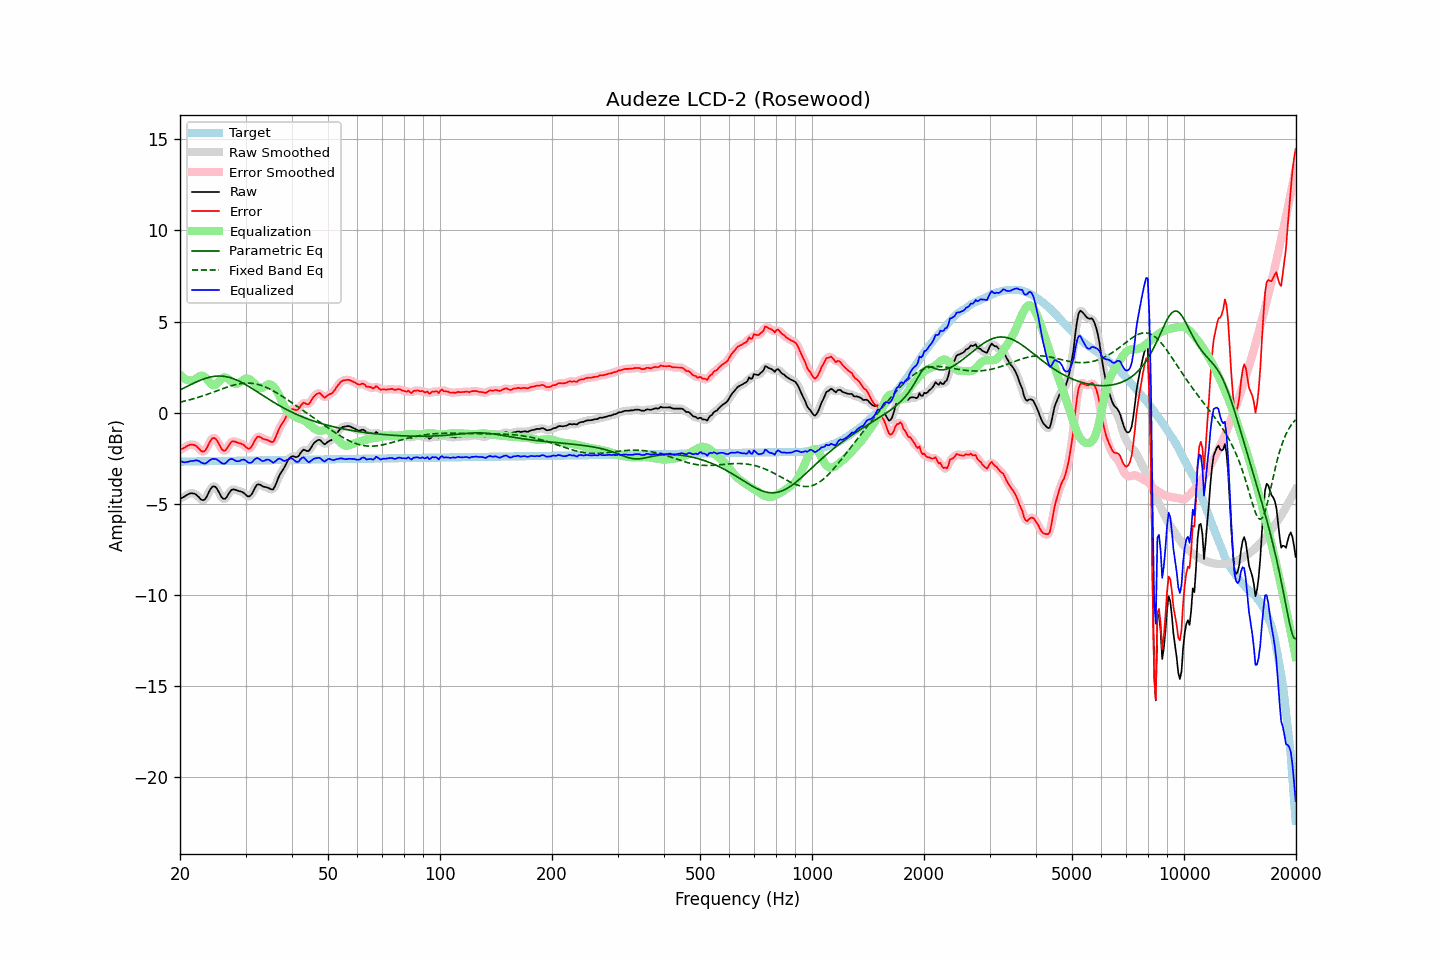 Audeze LCD-2 (Rosewood)
Target
Raw Smoothed
Error Smoothed
Raw
Error
Equalization
Parametric Eq
Fixed Band Eq
Equalized
15
10
5
0
−5
−10
−15
−20
Amplitude (dBr)
20
50
100
200
500
1000
2000
5000
10000
20000
Frequency (Hz)